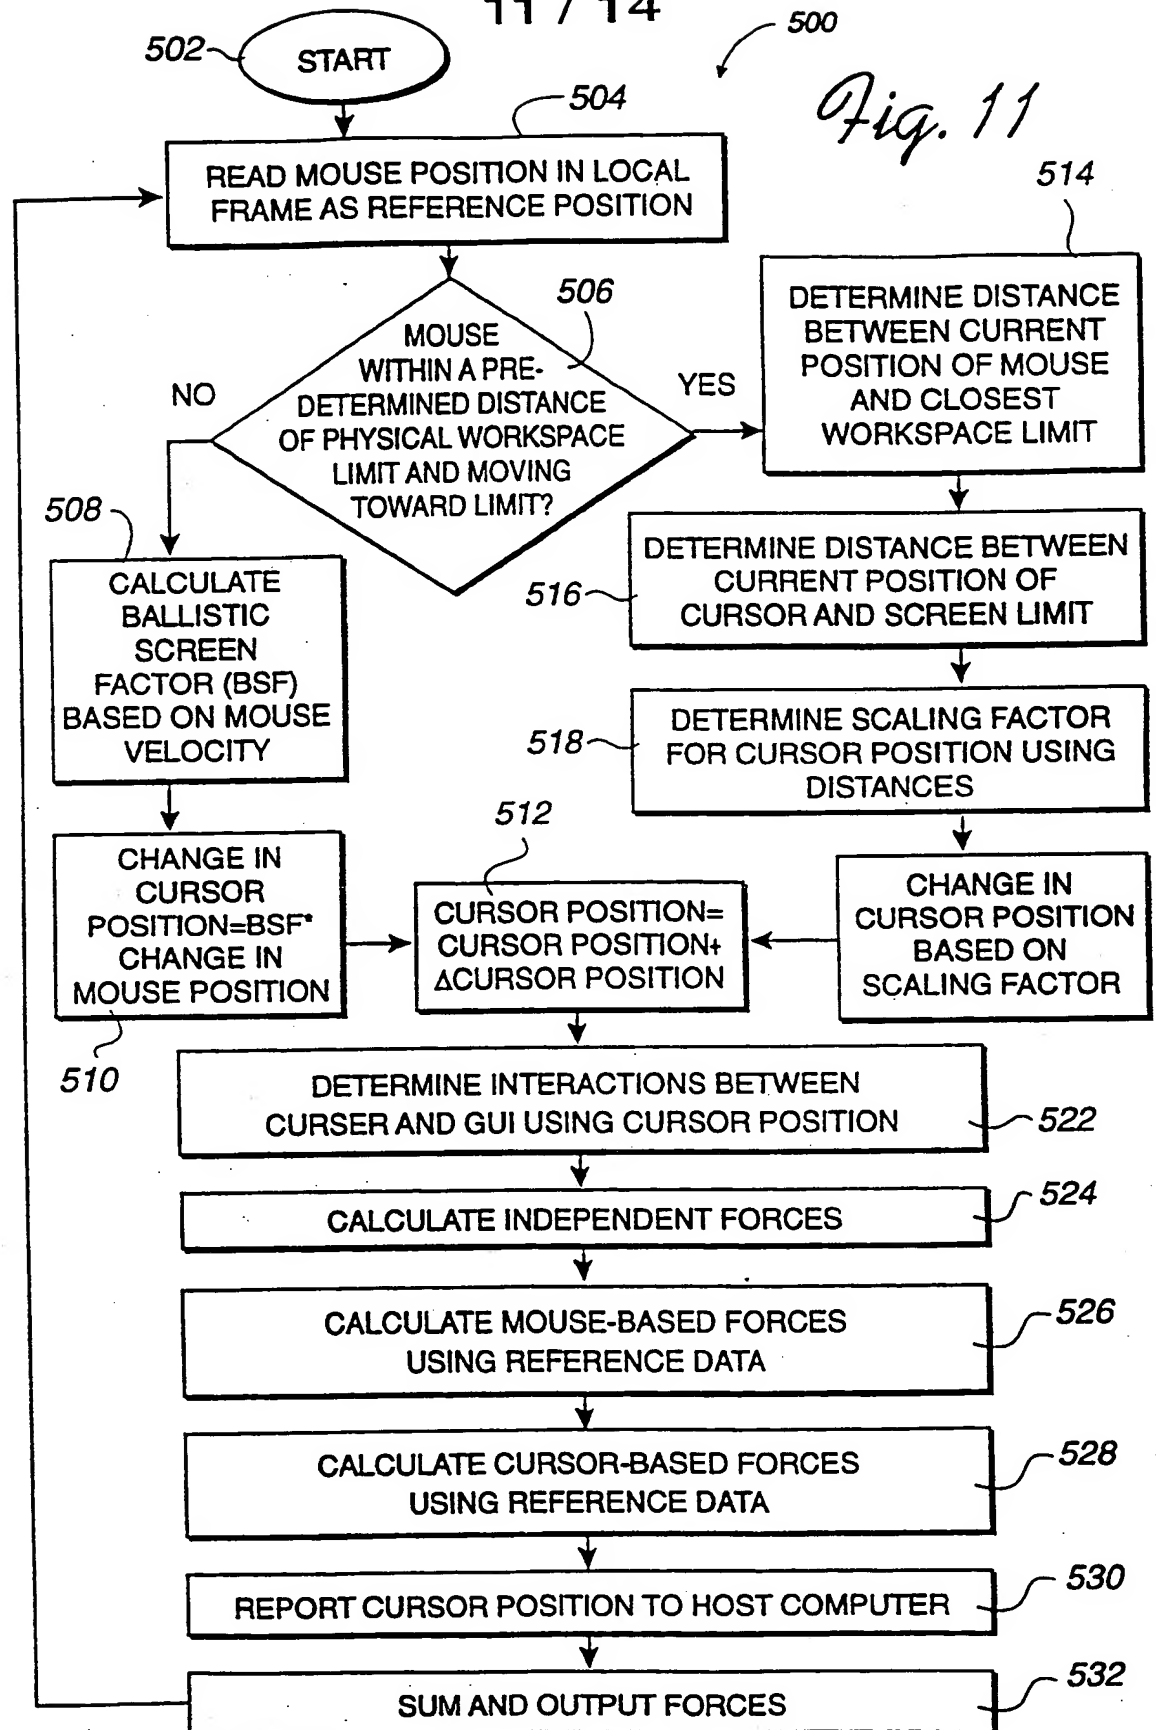 11 / 14
500
Fig. 11
502
START
504
READ MOUSE POSITION IN LOCAL
FRAME AS REFERENCE POSITION
506
MOUSE
WITHIN A PRE-
DETERMINED DISTANCE
OF PHYSICAL WORKSPACE
LIMIT AND MOVING
TOWARD LIMIT?
NO
YES
514
DETERMINE DISTANCE
BETWEEN CURRENT
POSITION OF MOUSE
AND CLOSEST
WORKSPACE LIMIT
508
CALCULATE
BALLISTIC
SCREEN
FACTOR (BSF)
BASED ON MOUSE
VELOCITY
516
DETERMINE DISTANCE BETWEEN
CURRENT POSITION OF
CURSOR AND SCREEN LIMIT
518
DETERMINE SCALING FACTOR
FOR CURSOR POSITION USING
DISTANCES
CHANGE IN
CURSOR
POSITION=BSF*
CHANGE IN
MOUSE POSITION
510
512
CURSOR POSITION=
CURSOR POSITION+
ΔCURSOR POSITION
CHANGE IN
CURSOR POSITION
BASED ON
SCALING FACTOR
DETERMINE INTERACTIONS BETWEEN
CURSER AND GUI USING CURSOR POSITION
522
CALCULATE INDEPENDENT FORCES
524
CALCULATE MOUSE-BASED FORCES
USING REFERENCE DATA
526
CALCULATE CURSOR-BASED FORCES
USING REFERENCE DATA
528
REPORT CURSOR POSITION TO HOST COMPUTER
530
SUM AND OUTPUT FORCES
532